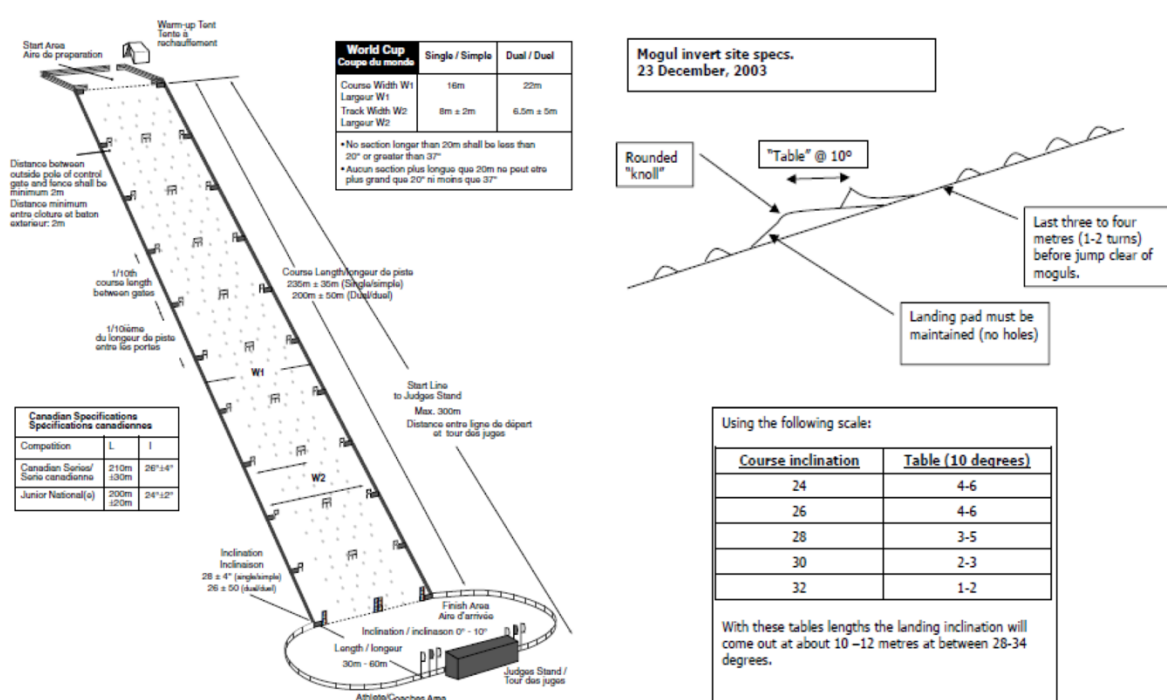 Warm-up Tent
Tente à
rechauffement
Start Area
Aire de preparation
World Cup
Coupe du monde
Single / Simple
Dual / Duel
Course Width W1
Largeur W1
16m
22m
Track Width W2
Largeur W2
8m ± 2m
6.5m ± 5m
•No section longer than 20m shall be less than
20° or greater than 37°
•Aucun section plus longue que 20m ne peut etre
plus grand que 20° ni moins que 37°
Distance between
outside pole of control
gate and fence shall be
minimum 2m
Distance minimum
entre cloture et baton
exterieur: 2m
1/10th
course length
between gates
1/10ième
du longeur de piste
entre les portes
Course Length/longeur de piste
235m ± 35m (Single/simple)
200m ± 50m (Dual/duel)
W1
Start Line
to Judges Stand
Max. 300m
Distance entre ligne de départ
et tour des juges
Canadian Specifications
Spécifications canadiennes
Competition L I
Canadian Series/
Serie canadienne
210m
±30m
26°±4°
Junior National(e)
200m
±20m
24°±2°
W2
Inclination
Inclinaison
28 ± 4° (single/simple)
26 ± 50 (dual/duel)
Finish Area
Aire d'arrivée
Inclination / inclinason 0° - 10°
Length / longeur
30m - 60m
Judges Stand /
Tour des juges
Athlete/Coaches Area
Mogul invert site specs.
23 December, 2003
Rounded
"knoll"
"Table" @ 10º
Last three to four
metres (1-2 turns)
before jump clear of
moguls.
Landing pad must be
maintained (no holes)
Using the following scale:
Course inclination Table (10 degrees)
24 4-6
26 4-6
28 3-5
30 2-3
32 1-2
With these tables lengths the landing inclination will
come out at about 10 –12 metres at between 28-34
degrees.